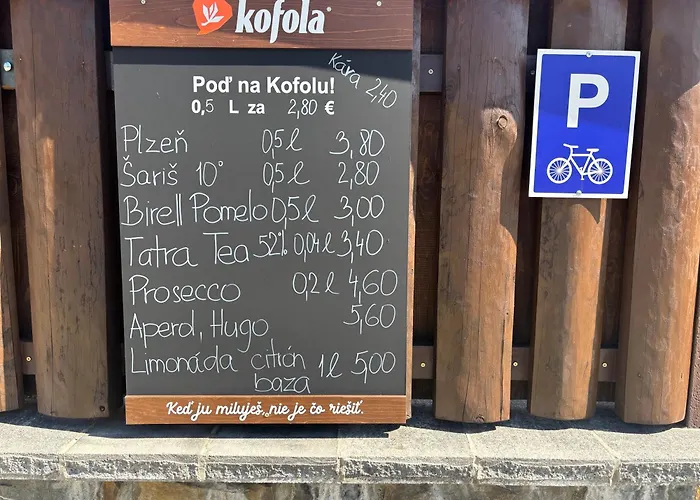 kofola
Káva 2,40
Poď na Kofolu!
0,5 L za 2,80 €
Plzeň 0,5l 3,80
Šariš 10° 0,5l 2,80
Birell Pomelo 0,5l 3,00
Tatra Tea 52% 0,04l 3,40
Prosecco 0,2l 4,60
Aperol, Hugo 5,60
Limonáda citrón 1l 5,00
baza
Keď ju miluješ, nie je čo riešiť.
P